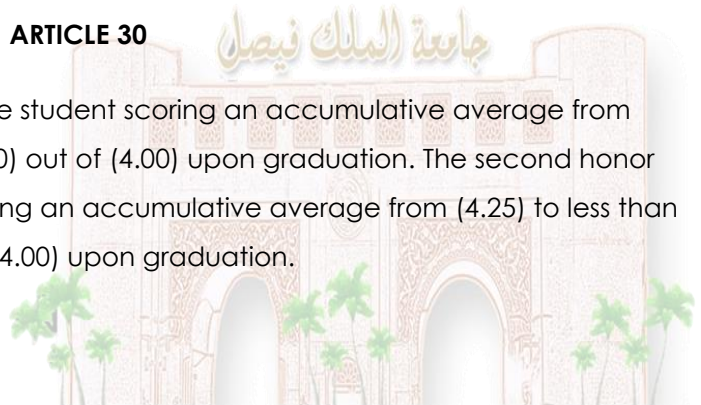 ARTICLE 30
جامعة الملك فيصل
e student scoring an accumulative average from
0) out of (4.00) upon graduation. The second honor
ng an accumulative average from (4.25) to less than
4.00) upon graduation.